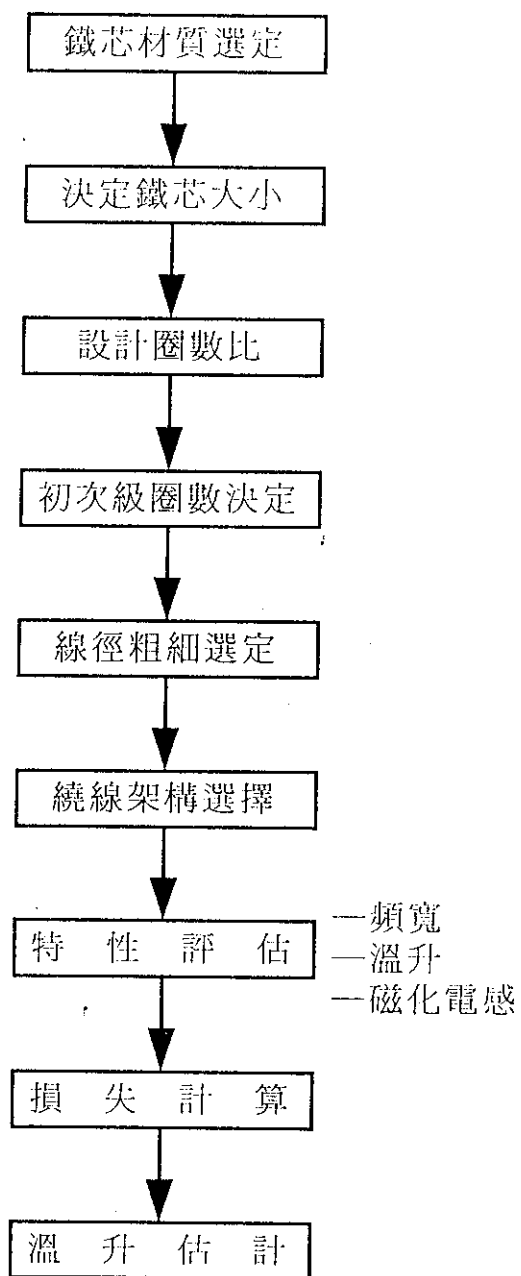 鐵芯材質選定
決定鐵芯大小
設計圈數比
初次級圈數決定
線徑粗細選定
繞線架構選擇
特性評估
—頻寬
—溫升
—磁化電感
損失計算
溫升估計